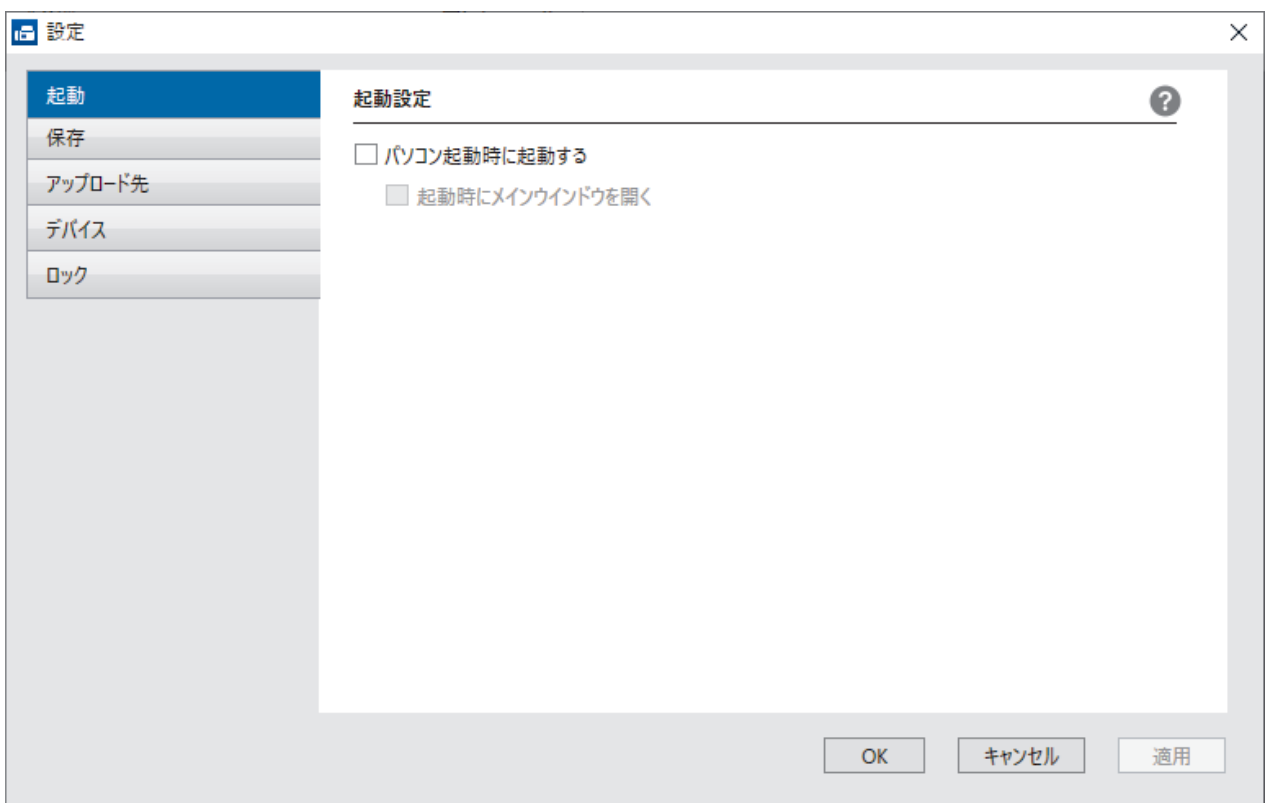 設定
起動
保存
アップロード先
デバイス
ロック
起動設定
?
パソコン起動時に起動する
起動時にメインウインドウを開く
OK
キャンセル
適用